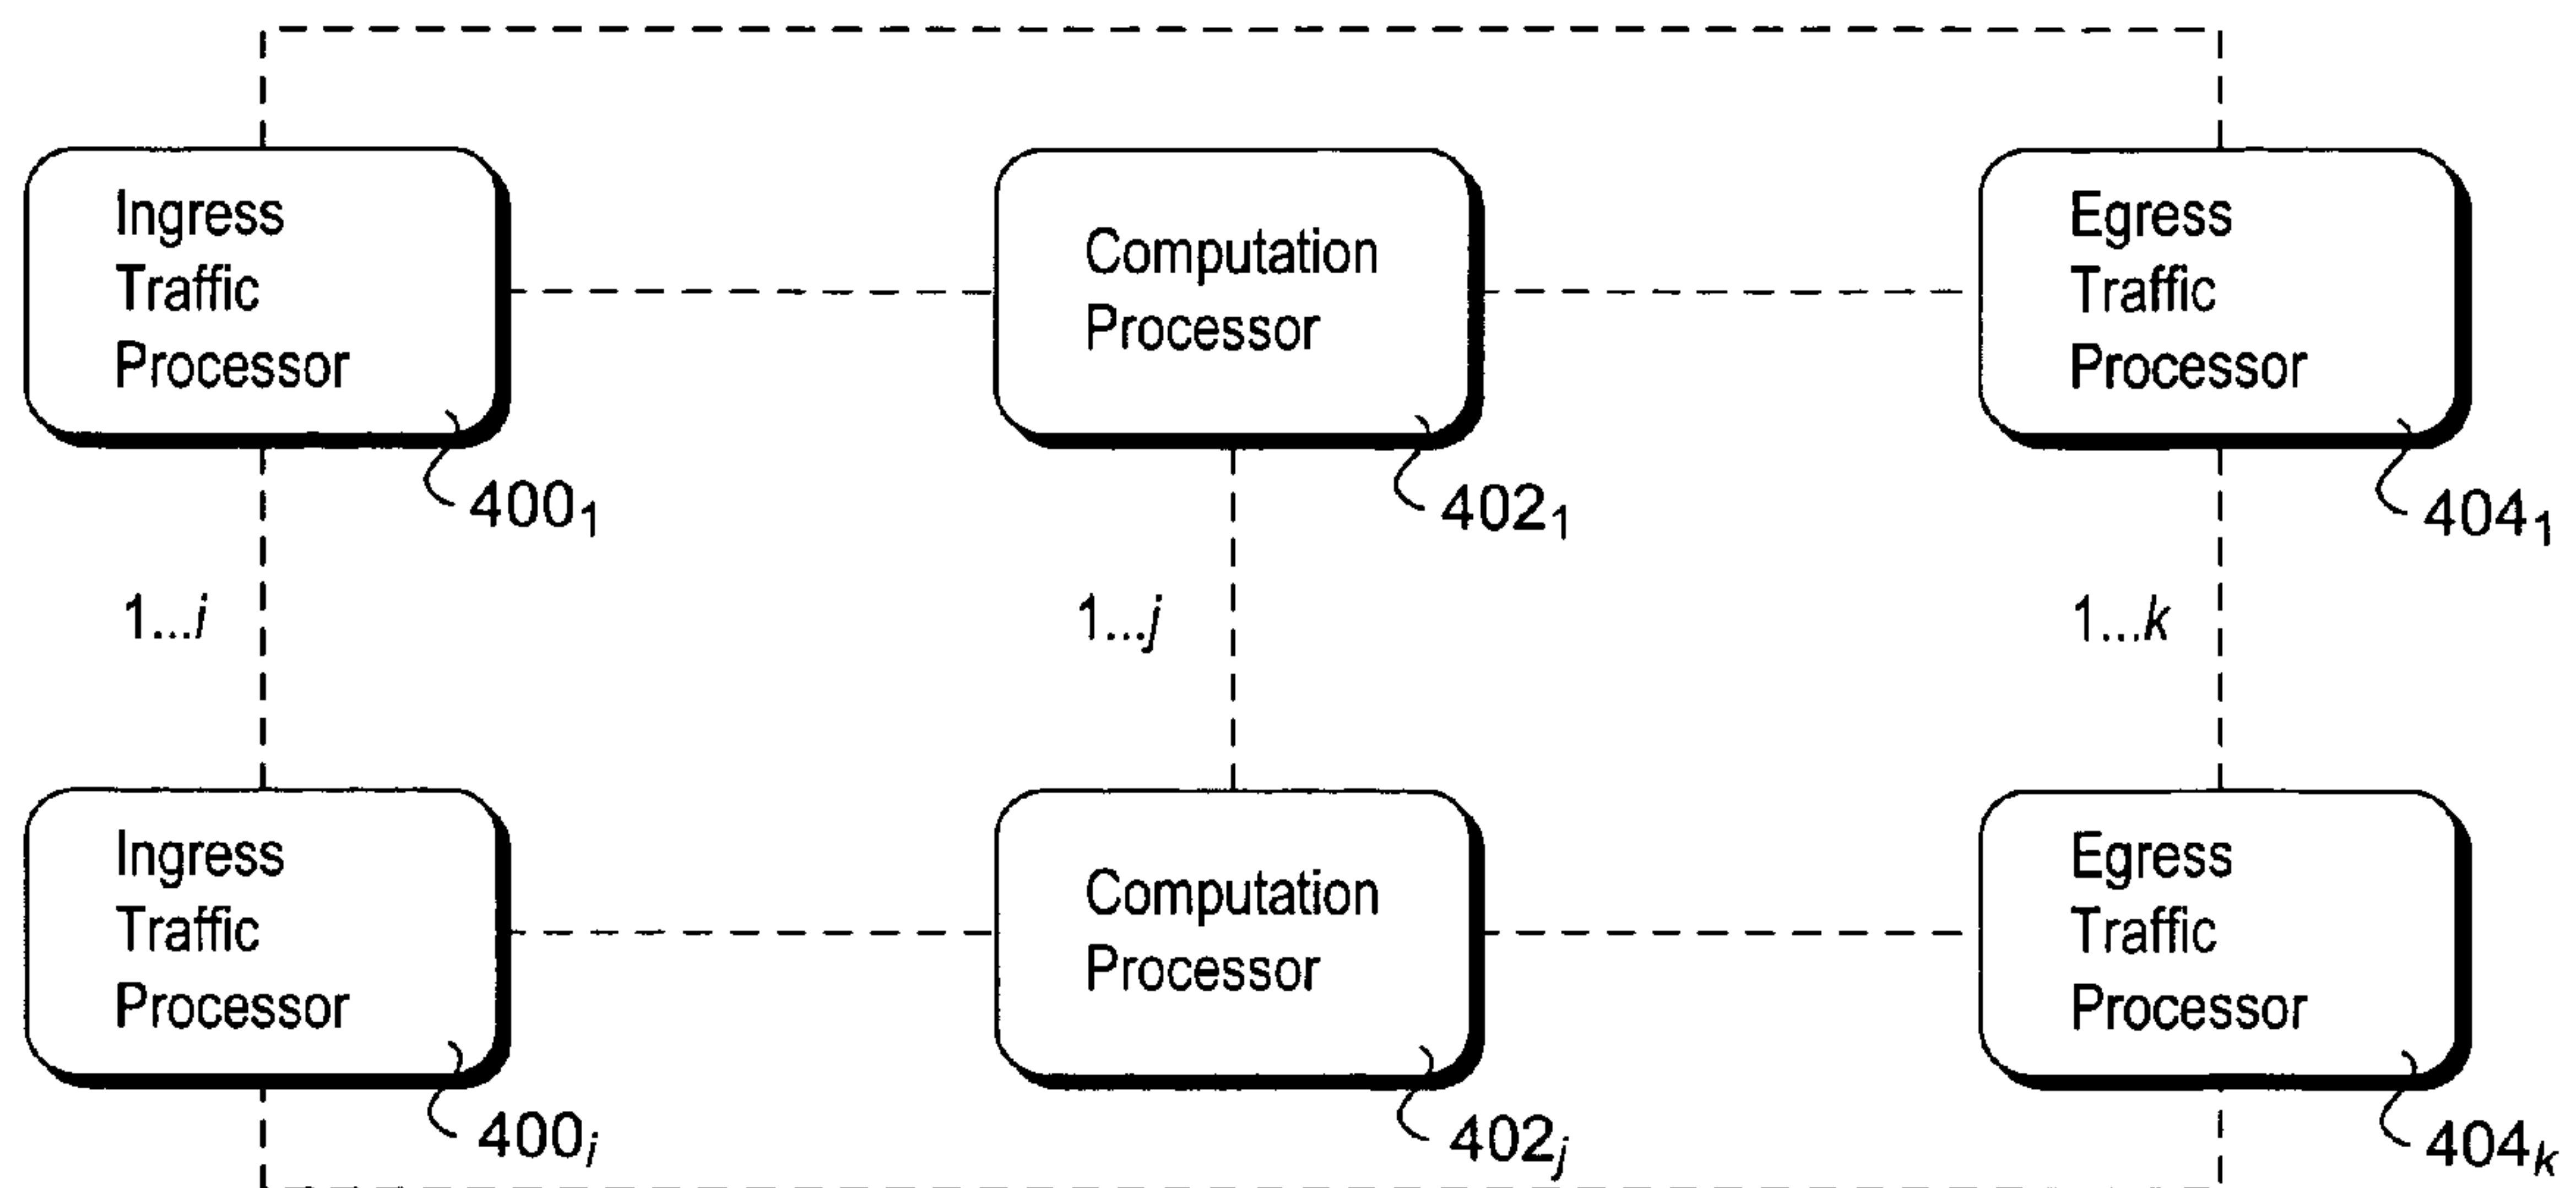 Ingress
Traffic
Processor
400₁
Computation
Processor
402₁
Egress
Traffic
Processor
404₁
1...i
1...j
1...k
Ingress
Traffic
Processor
400ᵢ
Computation
Processor
402ⱼ
Egress
Traffic
Processor
404ₖ